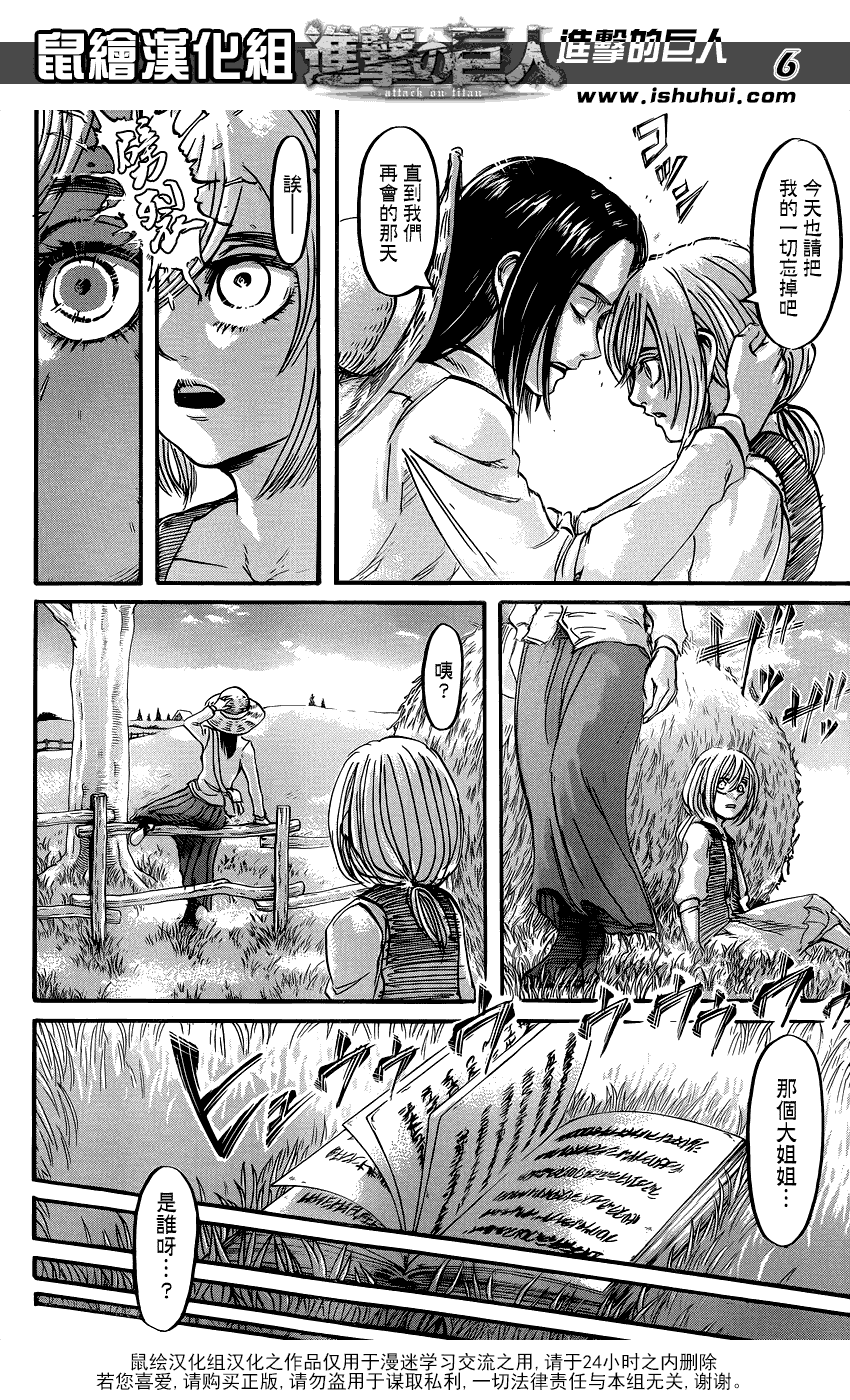 鼠繪漢化組
進撃の巨人
attack on titan
進擊的巨人
6
www.ishuhui.com
今天也請把
我的一切忘掉吧
直到我們
再會的那天
誒——
咦？
那個大姐姐…
是誰呀…？
鼠绘汉化组汉化之作品仅用于漫迷学习交流之用,请于24小时之内删除
若您喜爱,请购买正版,请勿盗用于谋取私利,一切法律责任与本组无关,谢谢。